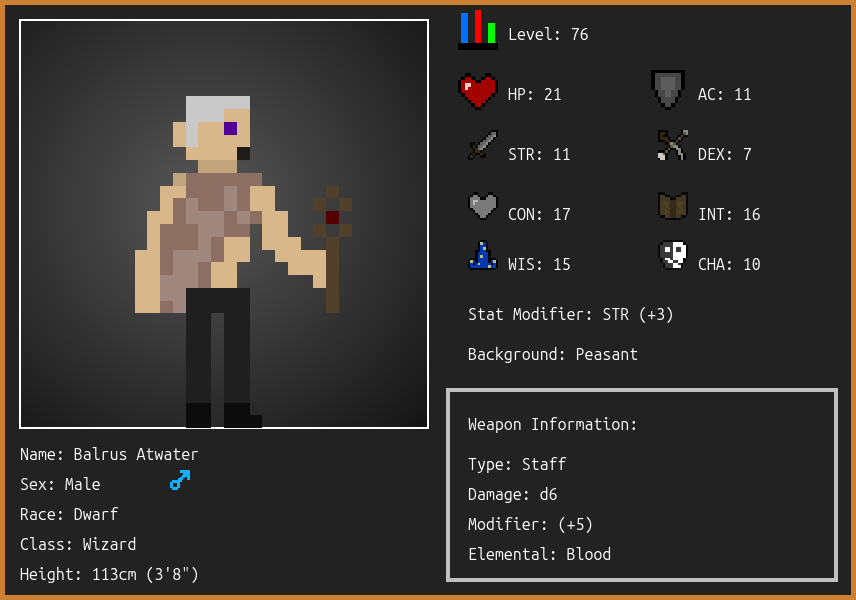 Level: 76
HP: 21
AC: 11
STR: 11
DEX: 7
CON: 17
INT: 16
WIS: 15
CHA: 10
Stat Modifier: STR (+3)
Background: Peasant
Weapon Information:
Type: Staff
Damage: d6
Modifier: (+5)
Elemental: Blood
Name: Balrus Atwater
Sex: Male
Race: Dwarf
Class: Wizard
Height: 113cm (3'8")